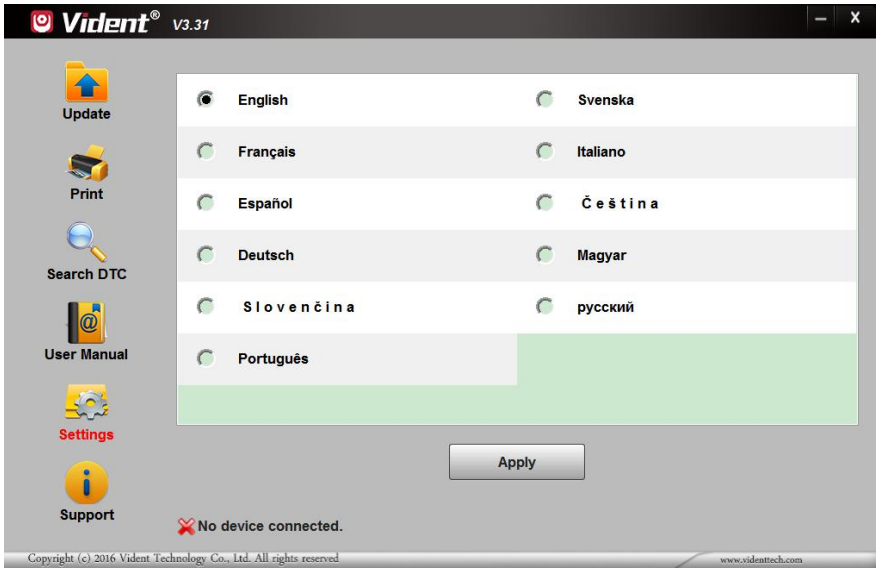 Vident® V3.31
Update
Print
Search DTC
User Manual
Settings
Support
English
Svenska
Français
Italiano
Español
Čeština
Deutsch
Magyar
Slovenčina
русский
Português
Apply
No device connected.
Copyright (c) 2016 Vident Technology Co., Ltd. All rights reserved
www.videnttech.com